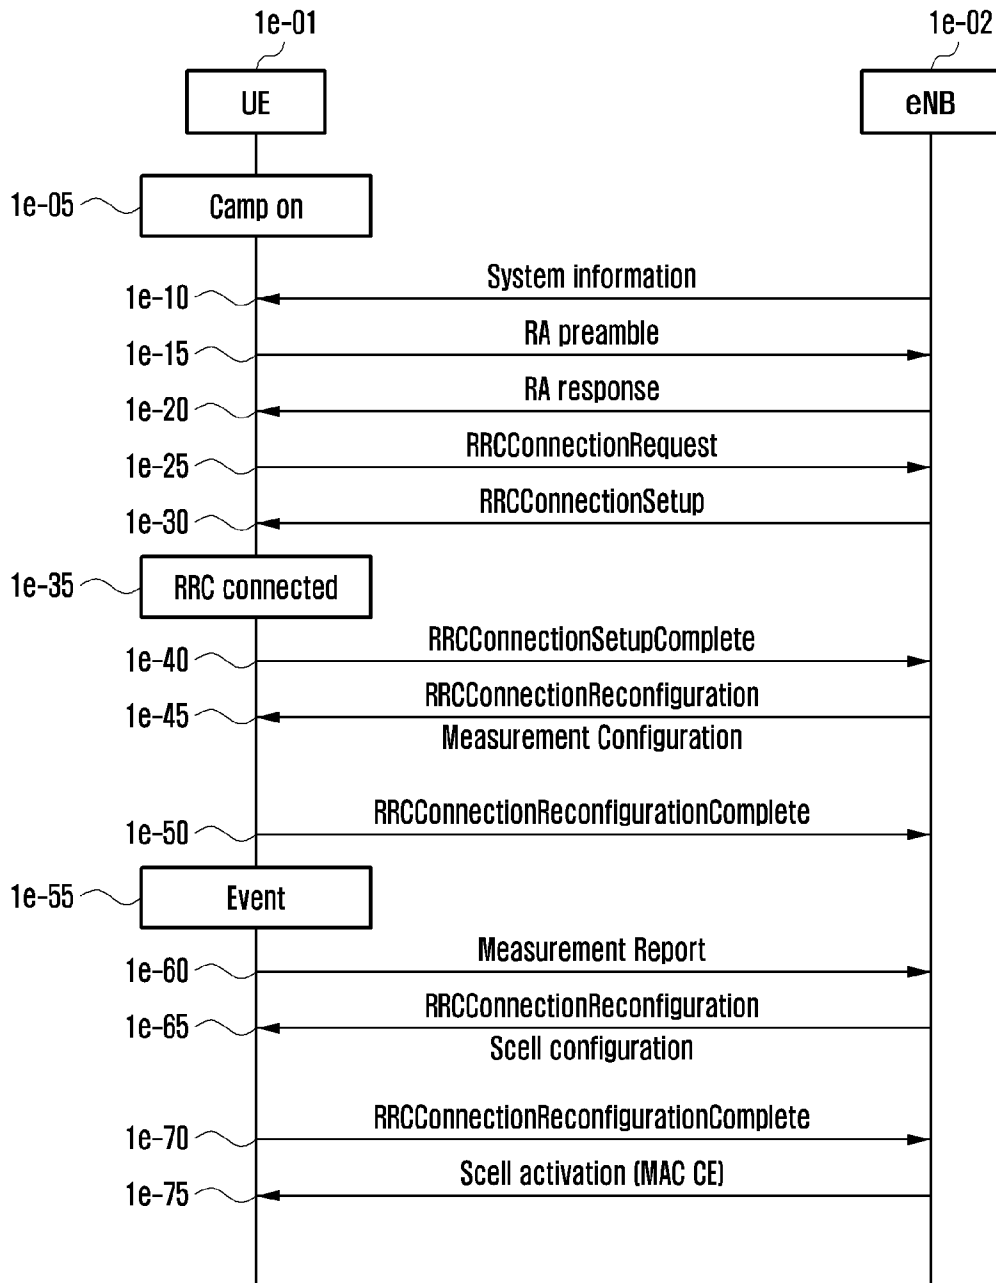 1e-01
1e-02
UE
eNB
1e-05
Camp on
System information
1e-10
RA preamble
1e-15
RA response
1e-20
RRCConnectionRequest
1e-25
RRCConnectionSetup
1e-30
1e-35
RRC connected
RRCConnectionSetupComplete
1e-40
RRCConnectionReconfiguration
1e-45
Measurement Configuration
RRCConnectionReconfigurationComplete
1e-50
1e-55
Event
Measurement Report
1e-60
RRCConnectionReconfiguration
1e-65
Scell configuration
RRCConnectionReconfigurationComplete
1e-70
Scell activation (MAC CE)
1e-75